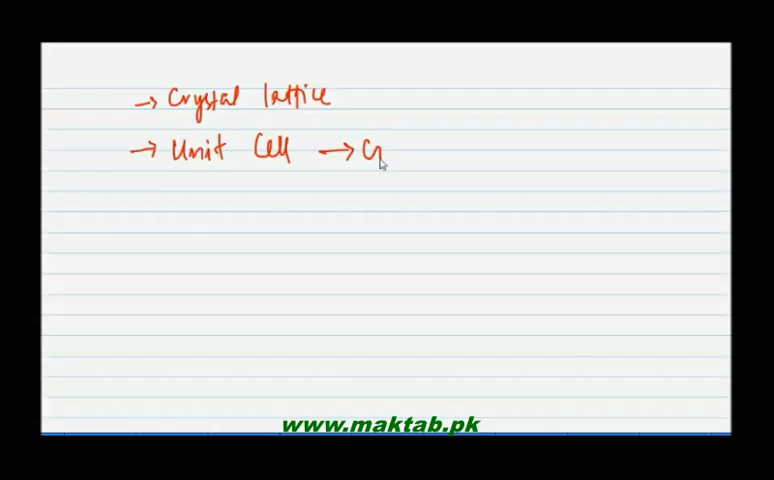 → Crystal lattice
→ Unit Cell →
www.maktab.pk